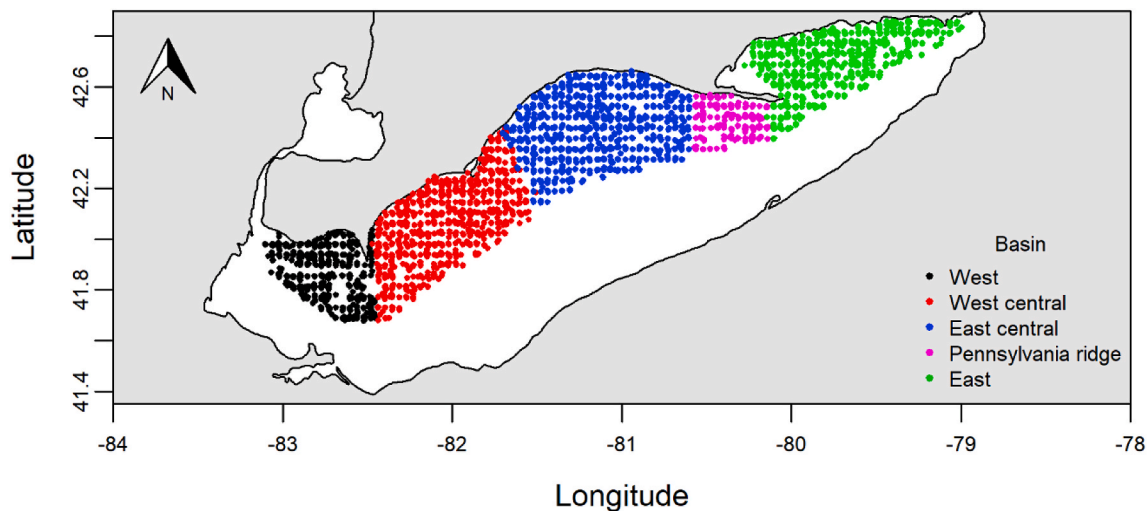 N
Latitude
42.6
42.2
41.8
41.4
Basin
West
West central
East central
Pennsylvania ridge
East
-84 -83 -82 -81 -80 -79 -78
Longitude